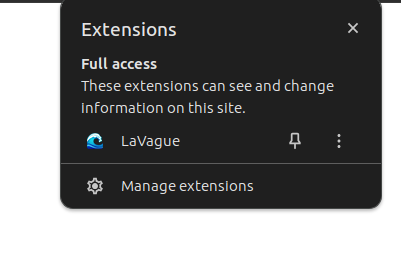 Extensions
Full access
These extensions can see and change
information on this site.
LaVague
Manage extensions